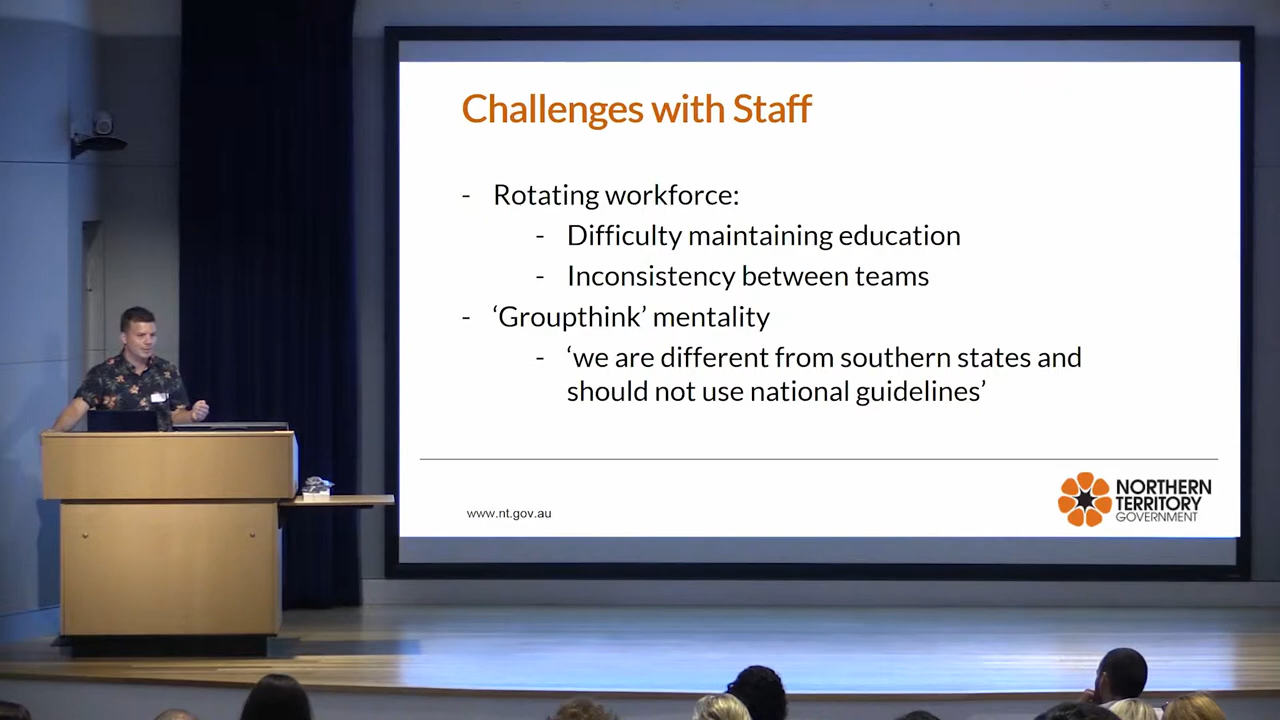 Challenges with Staff
- Rotating workforce:
- Difficulty maintaining education
- Inconsistency between teams
- ‘Groupthink’ mentality
- ‘we are different from southern states and
should not use national guidelines’
www.nt.gov.au
NORTHERN
TERRITORY
GOVERNMENT